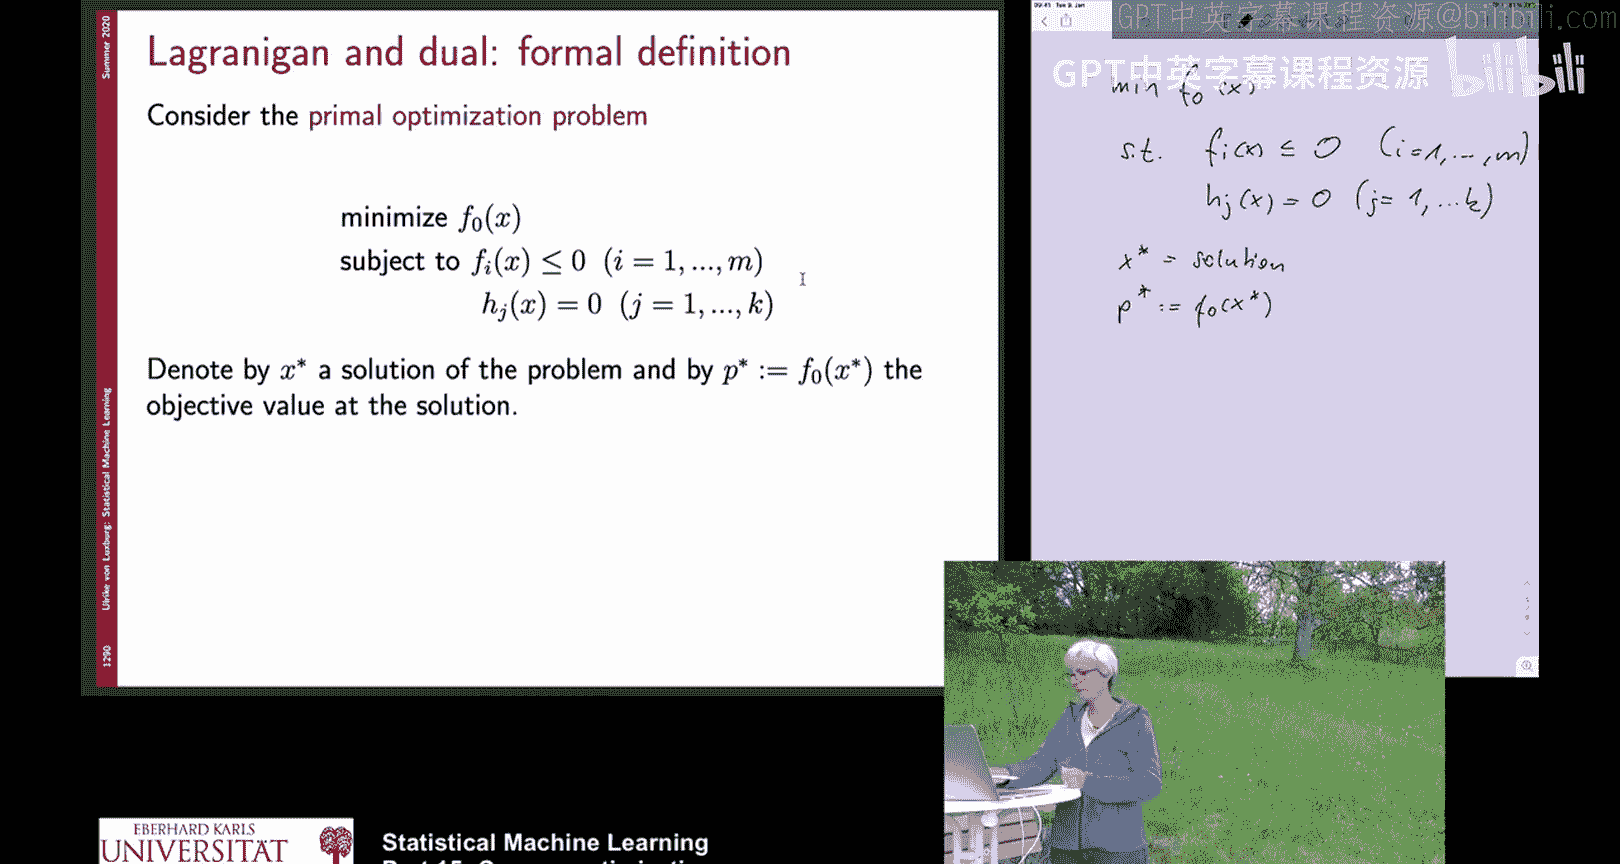 Lagranigan and dual: formal definition
Consider the primal optimization problem
minimize f₀(x)
subject to fᵢ(x) ≤ 0 (i = 1, ..., m)
hⱼ(x) = 0 (j = 1, ..., k)
Denote by x* a solution of the problem and by p* := f₀(x*) the
objective value at the solution.
Summer 2020
Ulrike von Luxburg: Statistical Machine Learning
1290
GPT中英字幕课程资源@bilibili.com
GPT中英字幕课程资源 bilibili
min f₀(x)
s.t. fᵢ(x) ≤ 0 (i=1, ..., m)
hⱼ(x) = 0 (j= 1, ...k)
x* = solution
p* := f₀(x*)
EBERHARD KARLS
UNIVERSITÄT
Statistical Machine Learning